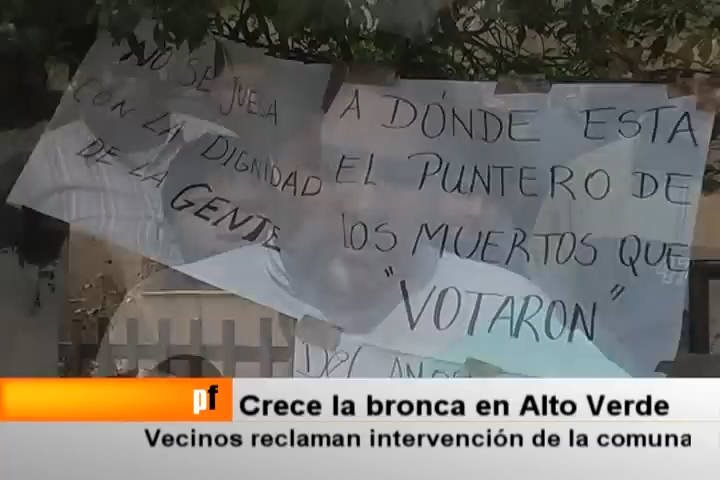 NO SE JUEGA
CON LA DIGNIDAD
DE LA GENTE
A DÓNDE ESTA
EL PUNTERO DE
LOS MUERTOS QUE
"VOTARON"
pf
Crece la bronca en Alto Verde
Vecinos reclaman intervención de la comuna